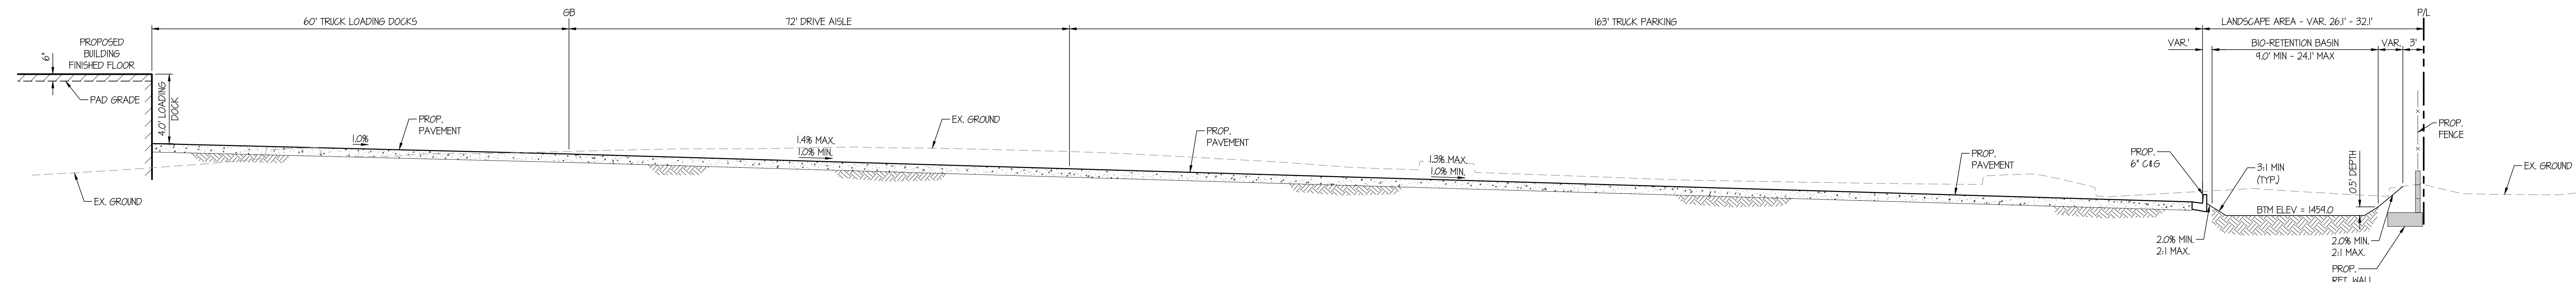 60' TRUCK LOADING DOCKS
GB
72' DRIVE AISLE
163' TRUCK PARKING
LANDSCAPE AREA - VAR. 26.1' - 32.1'
P/L
6"
PROPOSED
BUILDING
FINISHED FLOOR
PAD GRADE
4.0' LOADING
DOCK
VAR.'
BIO-RETENTION BASIN
9.0' MIN - 24.1' MAX
VAR.
3'
1.0%
PROP.
PAVEMENT
1.4% MAX.
1.0% MIN.
EX. GROUND
PROP.
PAVEMENT
1.3% MAX.
1.0% MIN.
PROP.
PAVEMENT
PROP.
6" C&G
3:1 MIN
(TYP.)
0.5' DEPTH
PROP.
FENCE
EX. GROUND
EX. GROUND
BTM ELEV = 1459.0
2.0% MIN.
2:1 MAX.
2.0% MIN.
2:1 MAX.
PROP.
RET. WALL